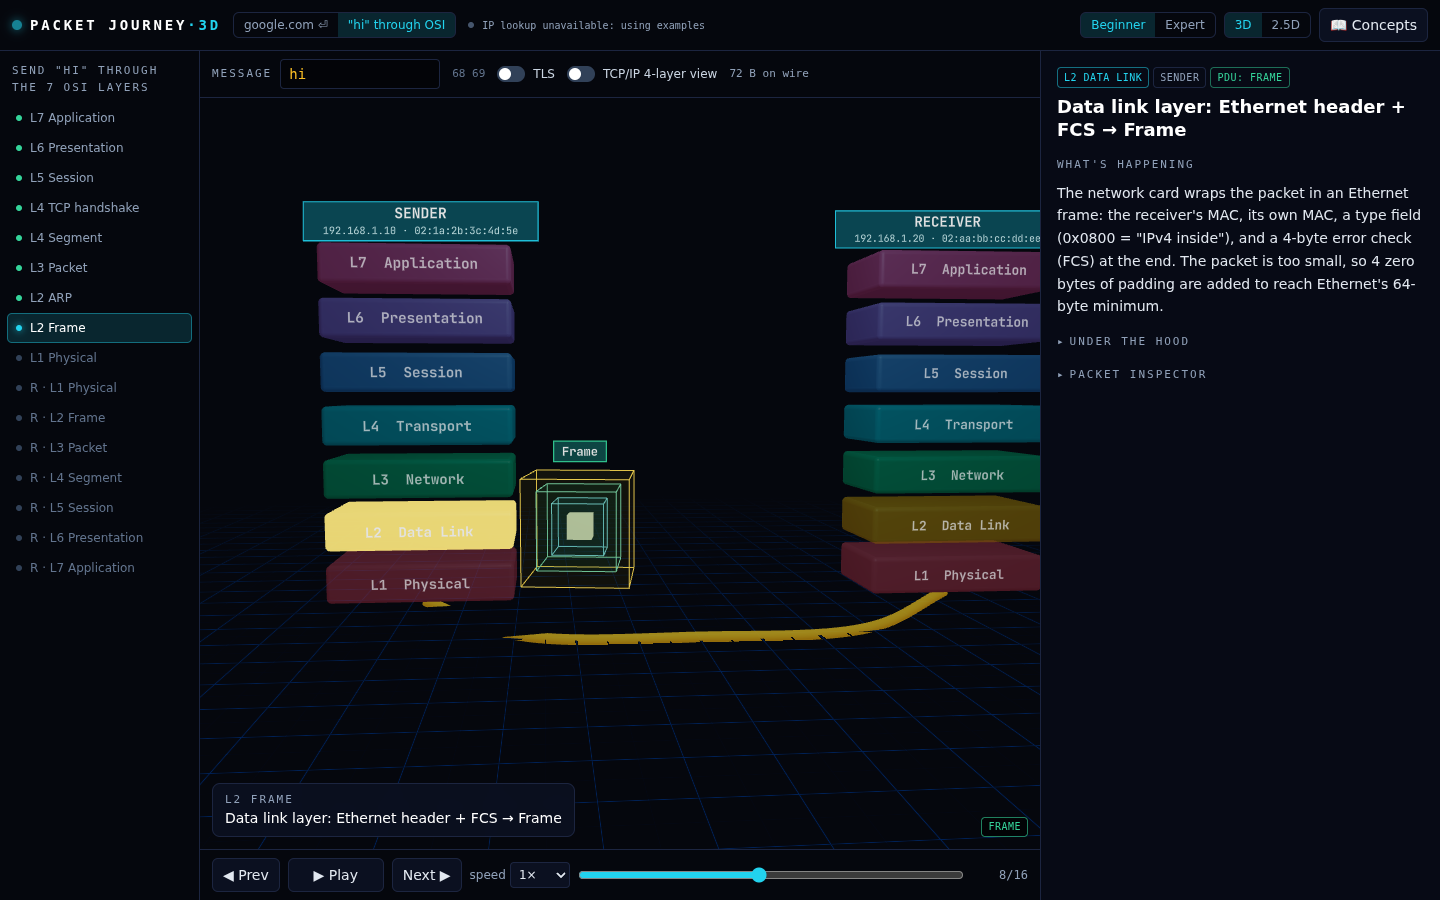 PACKET JOURNEY·3D
google.com ⏎
"hi" through OSI
IP lookup unavailable: using examples
Beginner
Expert
3D
2.5D
📖 Concepts
SEND "HI" THROUGH
THE 7 OSI LAYERS
L7 Application
L6 Presentation
L5 Session
L4 TCP handshake
L4 Segment
L3 Packet
L2 ARP
L2 Frame
L1 Physical
R · L1 Physical
R · L2 Frame
R · L3 Packet
R · L4 Segment
R · L5 Session
R · L6 Presentation
R · L7 Application
MESSAGE
hi
68 69
TLS
TCP/IP 4-layer view
72 B on wire
SENDER
192.168.1.10 · 02:1a:2b:3c:4d:5e
L7 Application
L6 Presentation
L5 Session
L4 Transport
L3 Network
L2 Data Link
L1 Physical
Frame
RECEIVER
192.168.1.20 · 02:aa:bb:cc:dd:ee
L7 Application
L6 Presentation
L5 Session
L4 Transport
L3 Network
L2 Data Link
L1 Physical
L2 FRAME
Data link layer: Ethernet header + FCS → Frame
FRAME
◀ Prev
▶ Play
Next ▶
speed
1×
8/16
L2 DATA LINK
SENDER
PDU: FRAME
Data link layer: Ethernet header +
FCS → Frame
WHAT'S HAPPENING
The network card wraps the packet in an Ethernet
frame: the receiver's MAC, its own MAC, a type field
(0x0800 = "IPv4 inside"), and a 4-byte error check
(FCS) at the end. The packet is too small, so 4 zero
bytes of padding are added to reach Ethernet's 64-
byte minimum.
▸ UNDER THE HOOD
▸ PACKET INSPECTOR